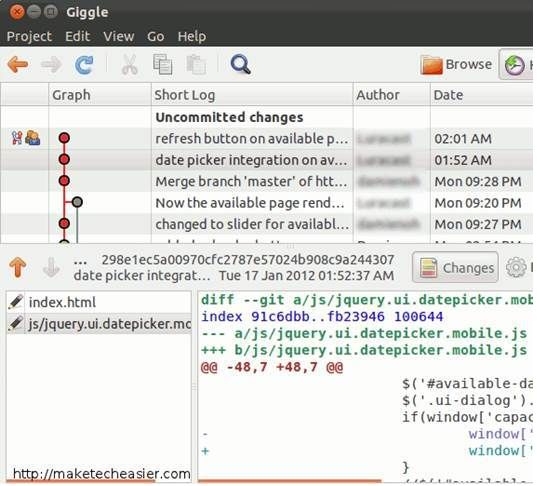 Giggle
Project Edit View Go Help
Browse
Graph Short Log Author Date
Uncommitted changes
refresh button on available p... 02:01 AM
date picker integration on av... 01:52 AM
Merge branch 'master' of htt... Mon 09:28 PM
Now the available page rend... Mon 09:20 PM
changed to slider for availabl... Mon 09:27 PM
... 298e1ec5a00970cfc2787e57024b908c9a244307
date picker integrat... Tue 17 Jan 2012 01:52:37 AM
Changes
index.html
js/jquery.ui.datepicker.mo
diff --git a/js/jquery.ui.datepicker.mob
index 91c6dbb..fb23946 100644
--- a/js/jquery.ui.datepicker.mobile.js
+++ b/js/jquery.ui.datepicker.mobile.js
@@ -48,7 +48,7 @@
$('#available-da
$('.ui-dialog').
if(window['capac
- window['
+ window['
}
http://maketecheasier.com